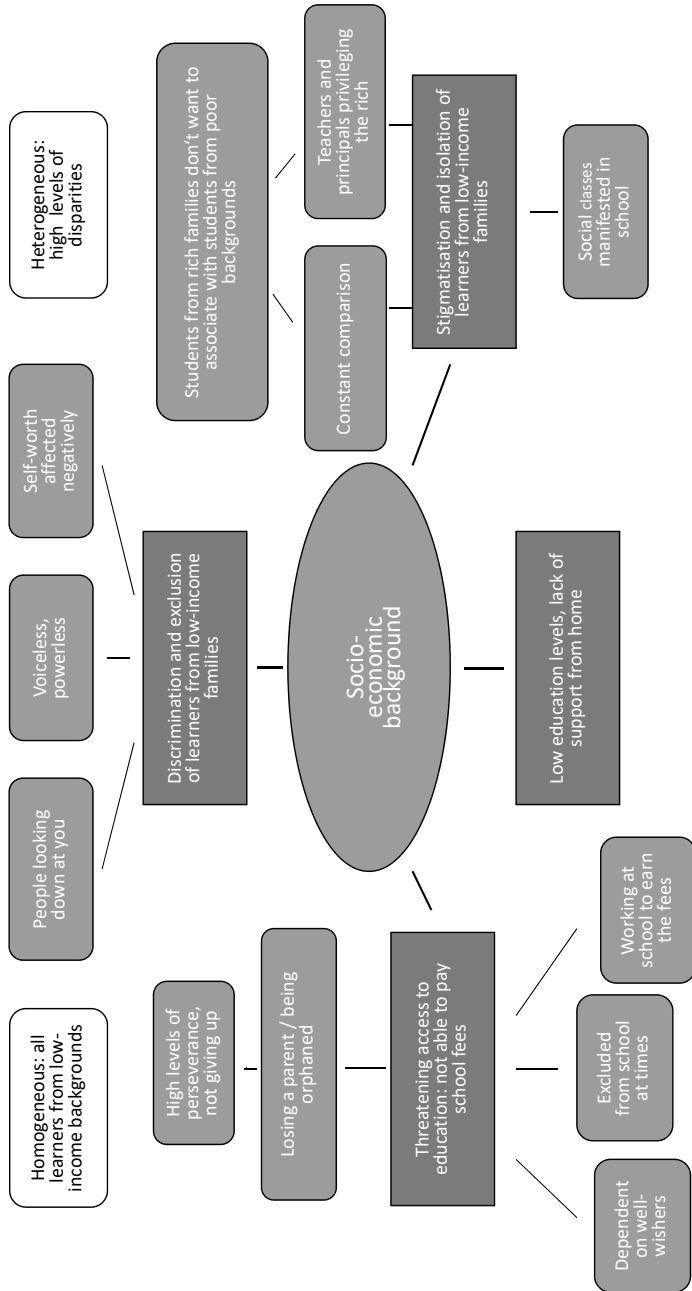 Homogeneous: all
learners from low-
income backgrounds
People looking
down at you
Voiceless,
powerless
Self-worth
affected
negatively
Heterogeneous:
high levels of
disparities
High levels of
perseverance,
not giving up
Discrimination and exclusion
of learners from low-income
families
Students from rich families don't want to
associate with students from poor
backgrounds
Losing a parent / being
orphaned
Constant comparison
Teachers and
principals privileging
the rich
Socio-
economic
background
Threatening access to
education: not able to pay
school fees
Low education levels, lack of
support from home
Stigmatisation and isolation of
learners from low-income
families
Dependent
on well-
wishers
Excluded
from school
at times
Working at
school to earn
the fees
Social classes
manifested in
school